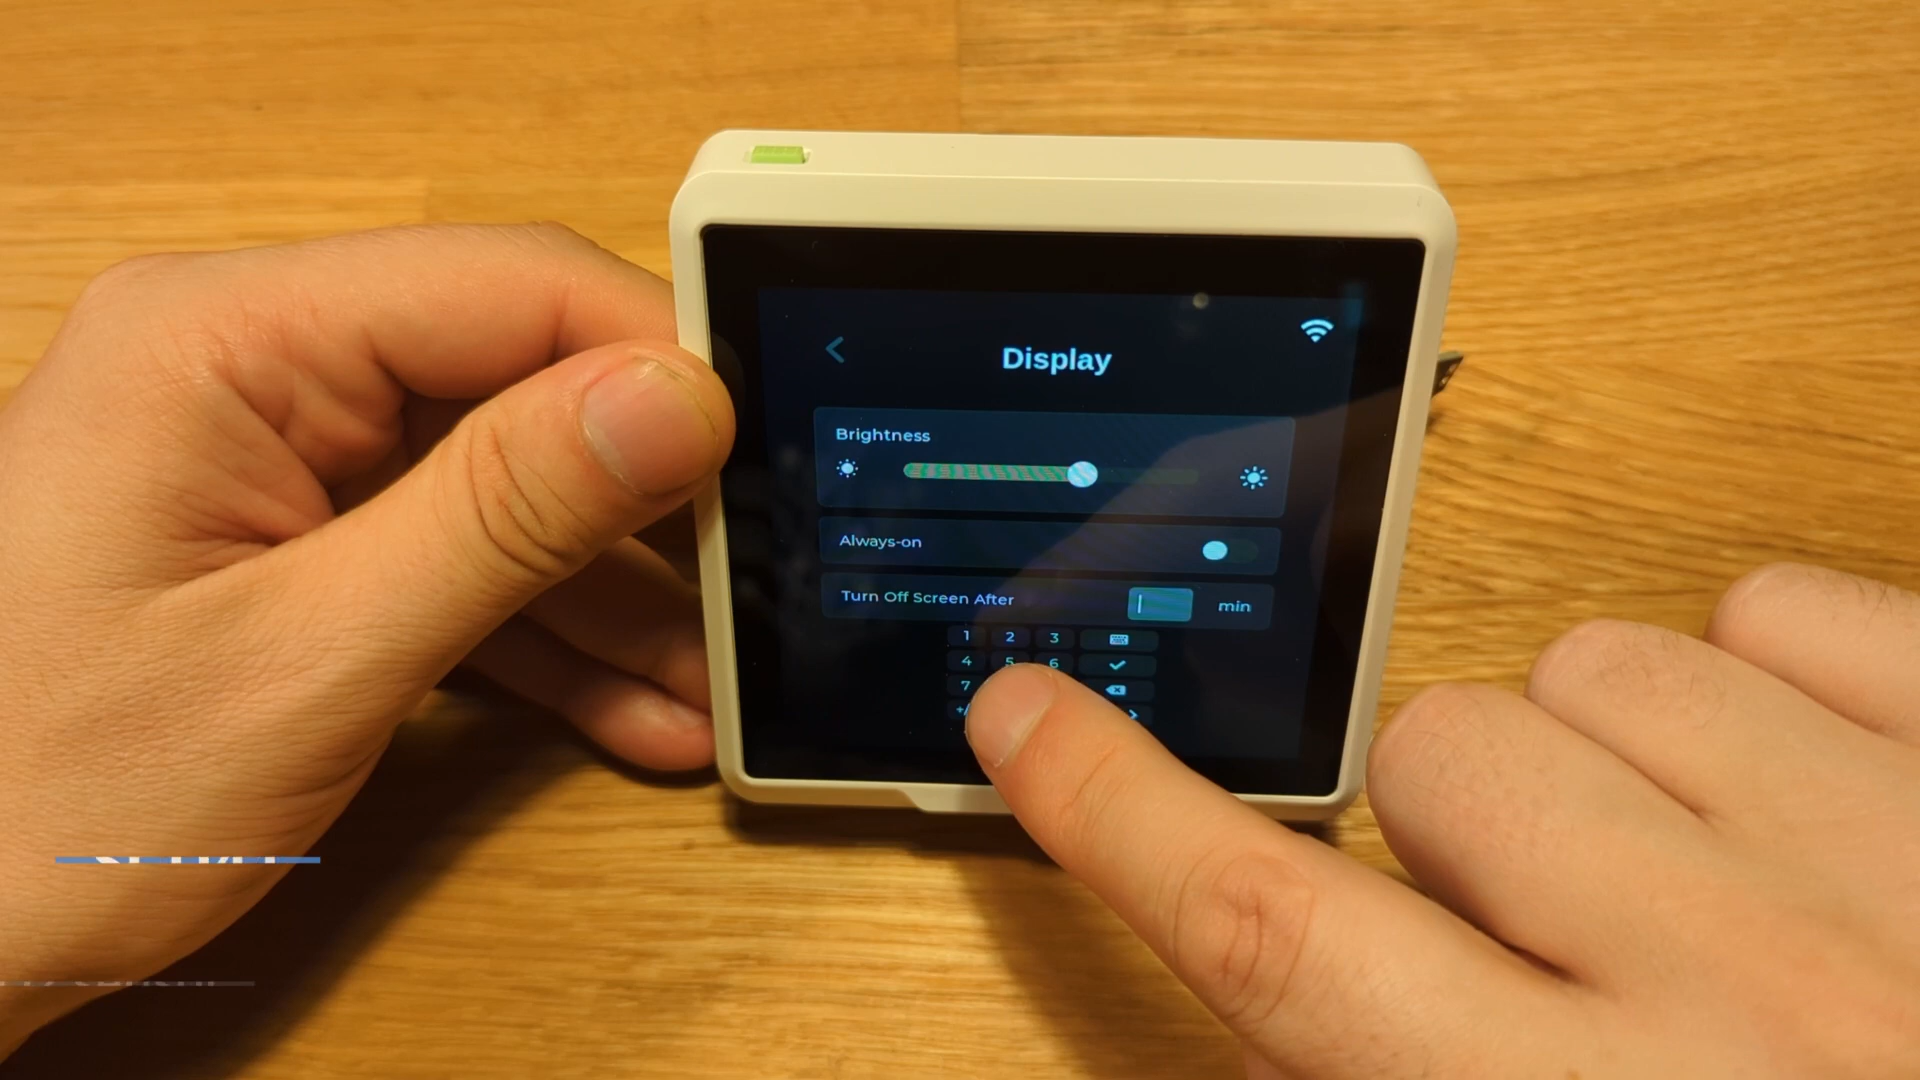 Display
Brightness
Always-on
Turn Off Screen After min
1 2 3
4 5 6
7